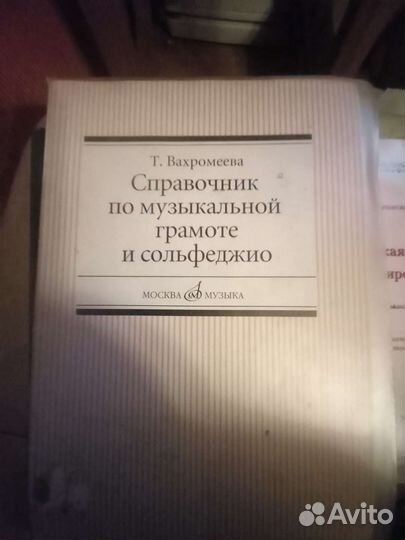 Т. Вахромеева
Справочник
по музыкальной
грамоте
и сольфеджио
МОСКВА МУЗЫКА
Avito